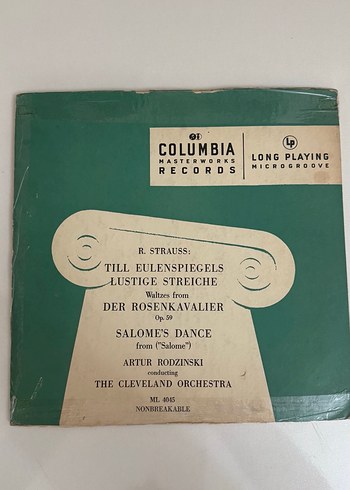 COLUMBIA
MASTERWORKS
RECORDS
LP
LONG PLAYING
MICROGROOVE
R. STRAUSS:
TILL EULENSPIEGELS
LUSTIGE STREICHE
Waltzes from
DER ROSENKAVALIER
Op. 59
SALOME'S DANCE
from ("Salome")
ARTUR RODZINSKI
conducting
THE CLEVELAND ORCHESTRA
ML 4045
NONBREAKABLE